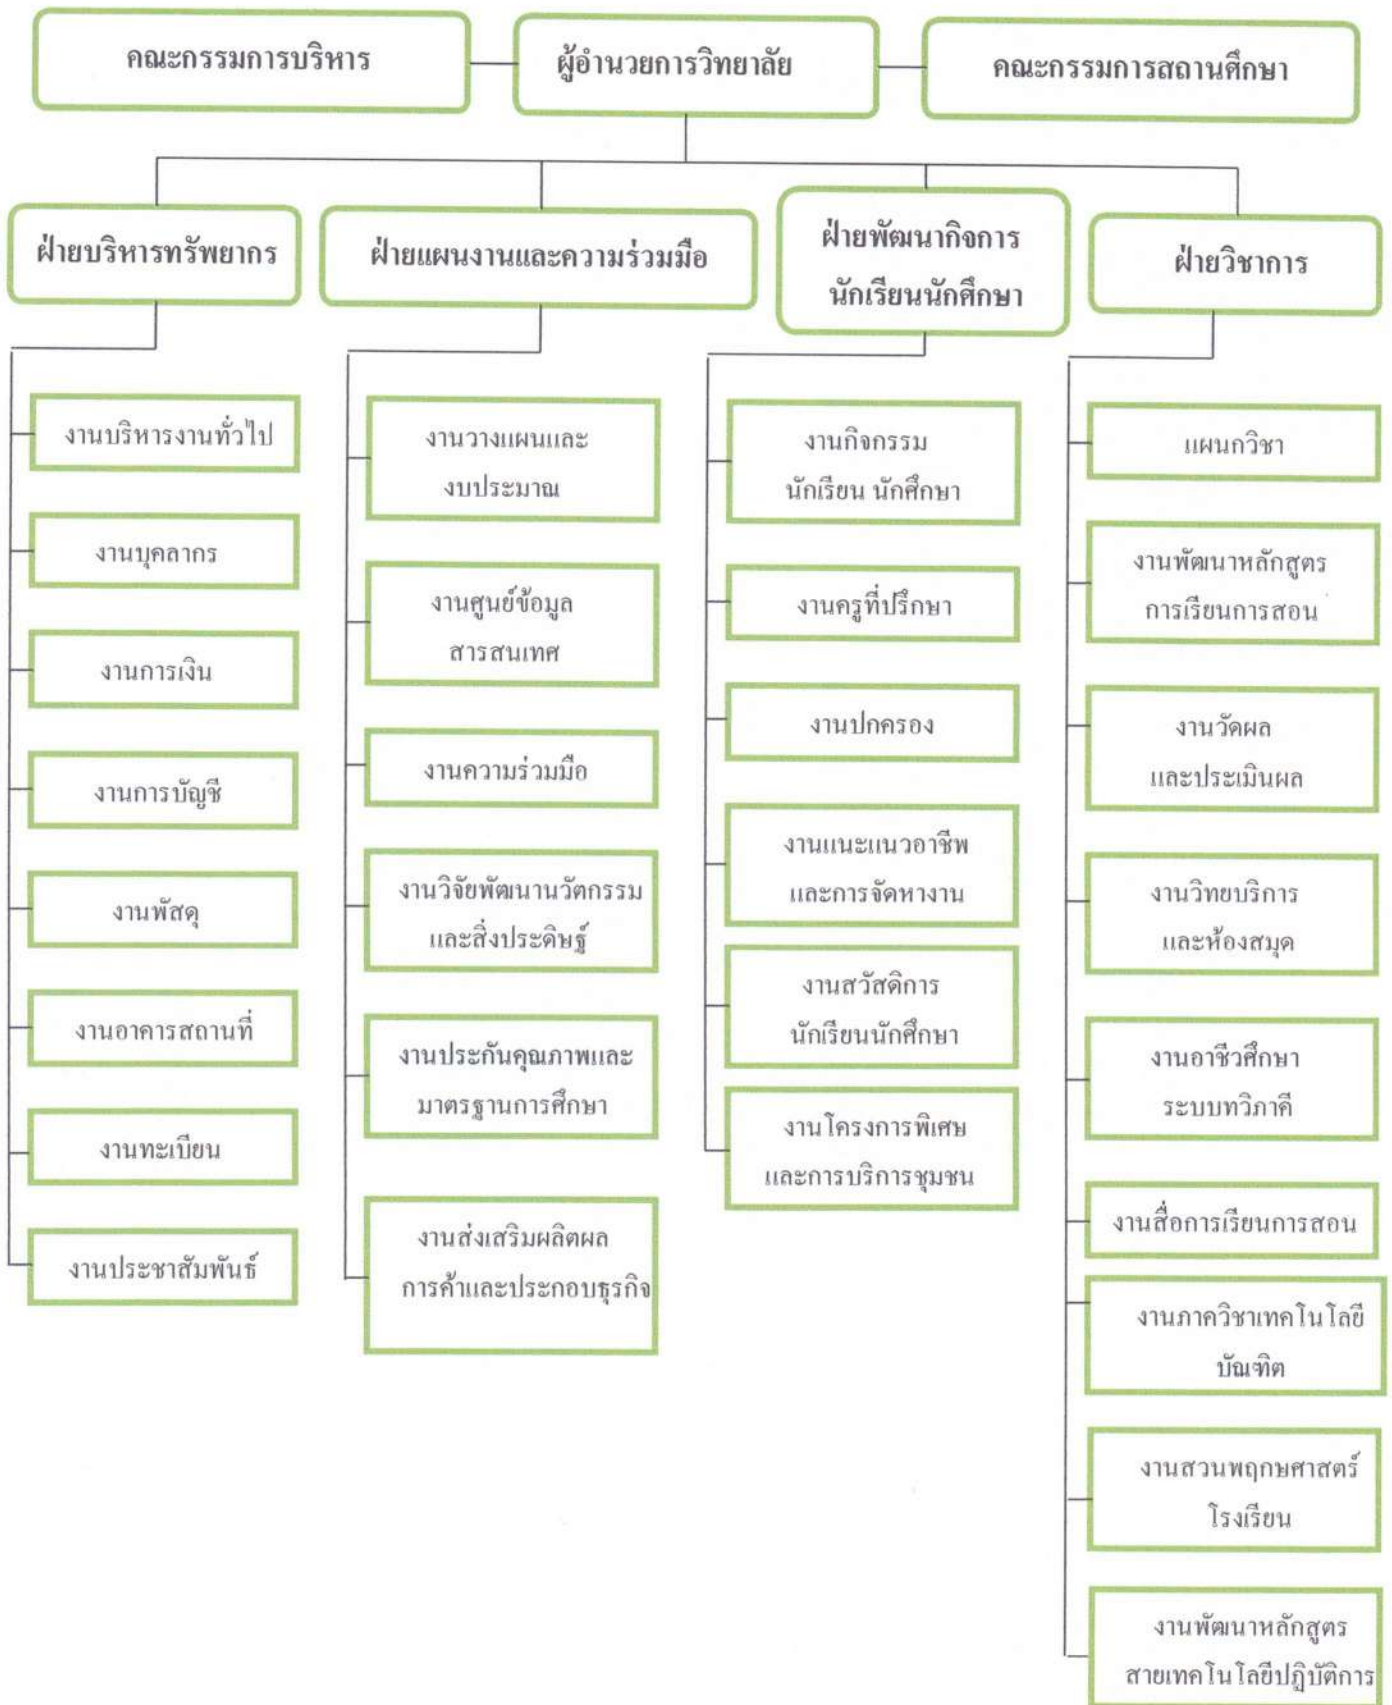 คณะกรรมการบริหาร
ผู้อำนวยการวิทยาลัย
คณะกรรมการสถานศึกษา
ฝ่ายบริหารทรัพยากร
ฝ่ายแผนงานและความร่วมมือ
ฝ่ายพัฒนากิจการ
นักเรียนนักศึกษา
ฝ่ายวิชาการ
งานบริหารงานทั่วไป
งานบุคลากร
งานการเงิน
งานการบัญชี
งานพัสดุ
งานอาคารสถานที่
งานทะเบียน
งานประชาสัมพันธ์
งานวางแผนและ
งบประมาณ
งานศูนย์ข้อมูล
สารสนเทศ
งานความร่วมมือ
งานวิจัยพัฒนานวัตกรรม
และสิ่งประดิษฐ์
งานประกันคุณภาพและ
มาตรฐานการศึกษา
งานส่งเสริมผลิตผล
การค้าและประกอบธุรกิจ
งานกิจกรรม
นักเรียน นักศึกษา
งานครูที่ปรึกษา
งานปกครอง
งานแนะแนวอาชีพ
และการจัดหางาน
งานสวัสดิการ
นักเรียนนักศึกษา
งานโครงการพิเศษ
และการบริการชุมชน
แผนกวิชา
งานพัฒนาหลักสูตร
การเรียนการสอน
งานวัดผล
และประเมินผล
งานวิทยบริการ
และห้องสมุด
งานอาชีวศึกษา
ระบบทวิภาคี
งานสื่อการเรียนการสอน
งานภาควิชาเทคโนโลยี
บัณฑิต
งานสวนพฤกษศาสตร์
โรงเรียน
งานพัฒนาหลักสูตร
สายเทคโนโลยีปฏิบัติการ